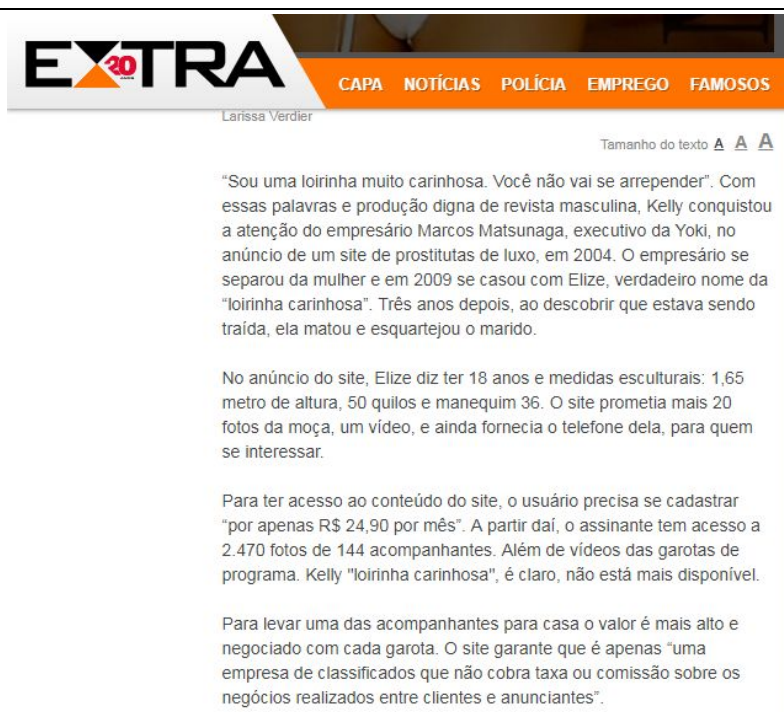 EXTRA
20
CAPA NOTÍCIAS POLÍCIA EMPREGO FAMOSOS
Larissa Verdier
Tamanho do texto A A A
“Sou uma loirinha muito carinhosa. Você não vai se arrepender”. Com
essas palavras e produção digna de revista masculina, Kelly conquistou
a atenção do empresário Marcos Matsunaga, executivo da Yoki, no
anúncio de um site de prostitutas de luxo, em 2004. O empresário se
separou da mulher e em 2009 se casou com Elize, verdadeiro nome da
“loirinha carinhosa”. Três anos depois, ao descobrir que estava sendo
traída, ela matou e esquartejou o marido.
No anúncio do site, Elize diz ter 18 anos e medidas esculturais: 1,65
metro de altura, 50 quilos e manequim 36. O site prometia mais 20
fotos da moça, um vídeo, e ainda fornecia o telefone dela, para quem
se interessar.
Para ter acesso ao conteúdo do site, o usuário precisa se cadastrar
“por apenas R$ 24,90 por mês”. A partir daí, o assinante tem acesso a
2.470 fotos de 144 acompanhantes. Além de vídeos das garotas de
programa. Kelly "loirinha carinhosa", é claro, não está mais disponível.
Para levar uma das acompanhantes para casa o valor é mais alto e
negociado com cada garota. O site garante que é apenas “uma
empresa de classificados que não cobra taxa ou comissão sobre os
negócios realizados entre clientes e anunciantes”.